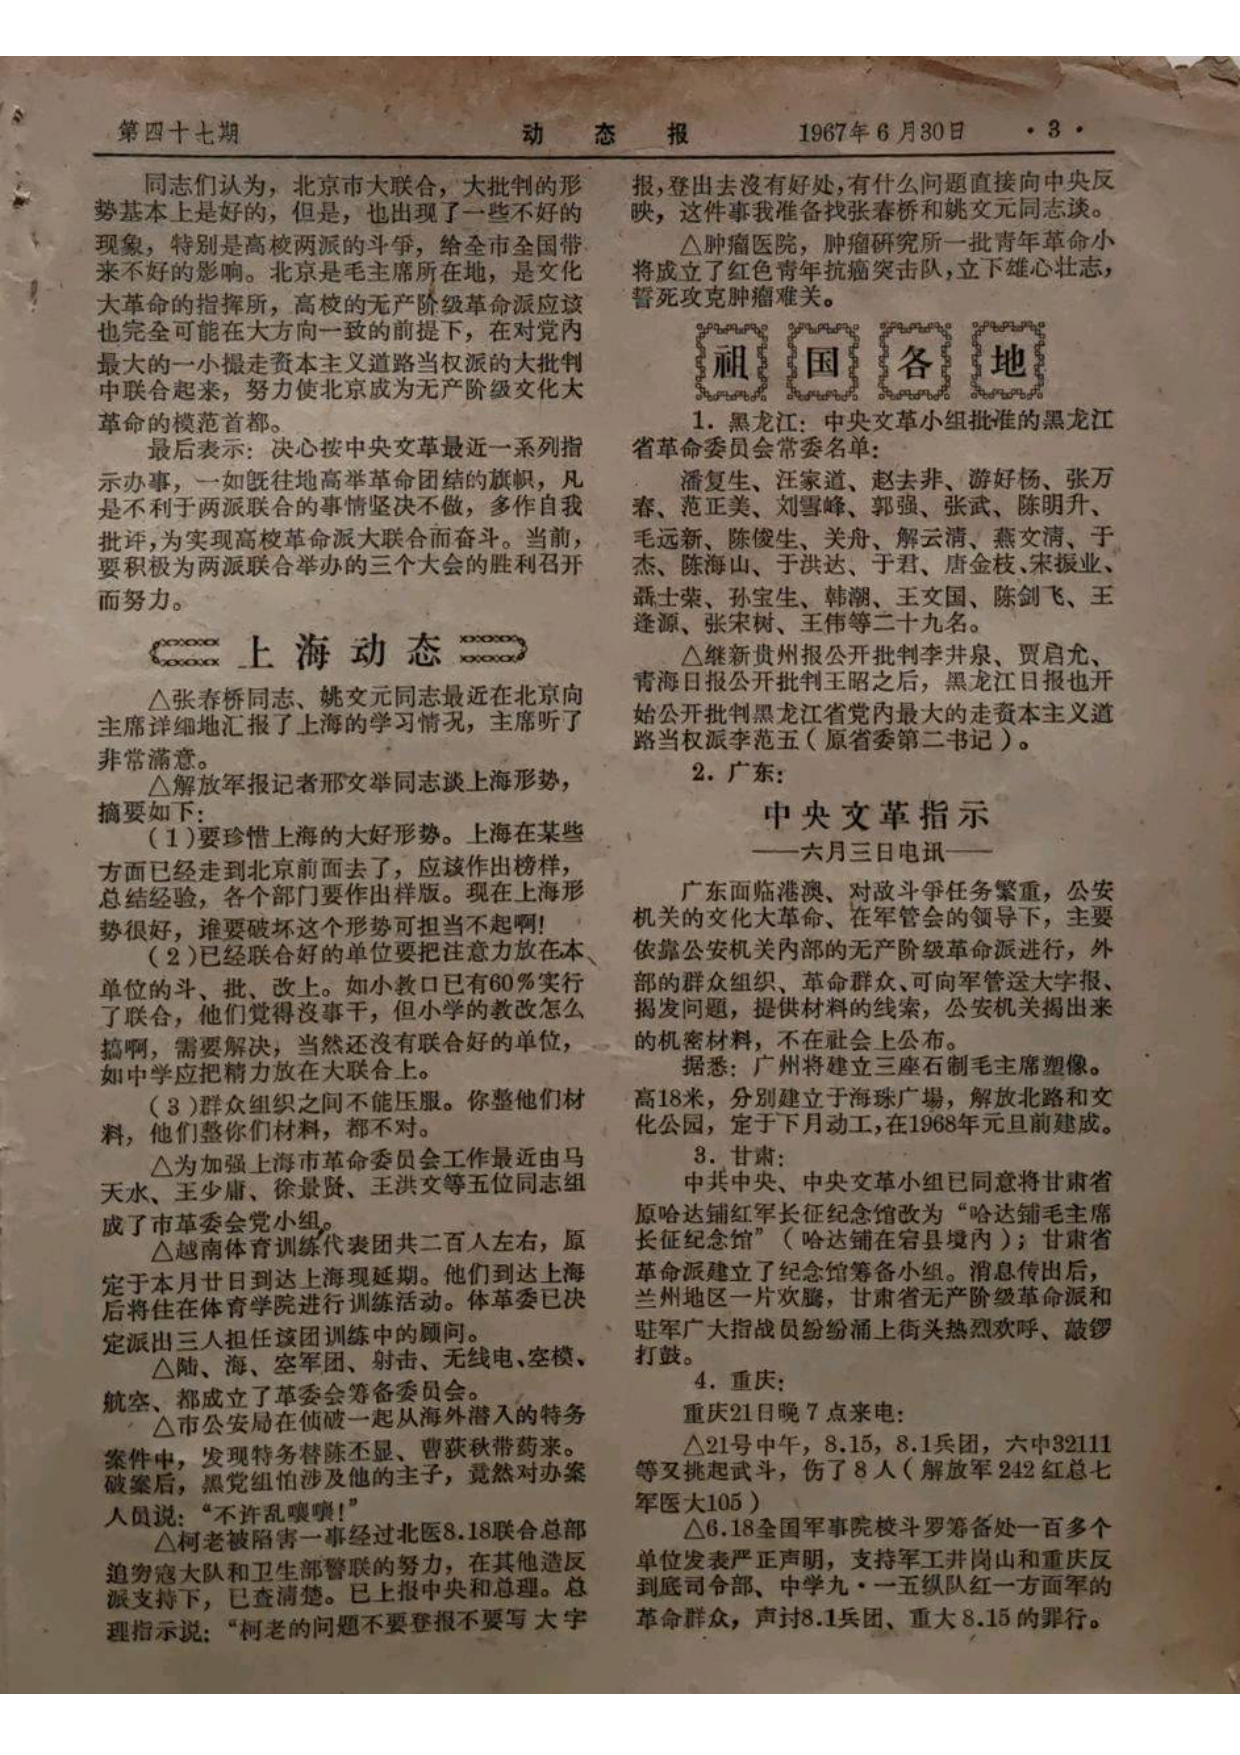 第四十七期
动态报
1967年6月30日
·3·
同志们认为，北京市大联合，大批判的形
势基本上是好的，但是，也出现了一些不好的
现象，特别是高校两派的斗争，给全市全国带
来不好的影响。北京是毛主席所在地，是文化
大革命的指挥所，高校的无产阶级革命派应该
也完全可能在大方向一致的前提下，在对党内
最大的一小撮走资本主义道路当权派的大批判
中联合起来，努力使北京成为无产阶级文化大
革命的模范首都。
最后表示：决心按中央文革最近一系列指
示办事，一如既往地高举革命团结的旗帜，凡
是不利于两派联合的事情坚决不做，多作自我
批评，为实现高校革命派大联合而奋斗。当前，
要积极为两派联合举办的三个大会的胜利召开
而努力。
上海动态
△张春桥同志、姚文元同志最近在北京向
主席详细地汇报了上海的学习情况，主席听了
非常滿意。
△解放军报记者邢文举同志谈上海形势，
摘要如下：
（1）要珍惜上海的大好形势。上海在某些
方面已经走到北京前面去了，应该作出榜样，
总结经验，各个部门要作出样版。现在上海形
势很好，谁要破坏这个形势可担当不起啊！
（2）已经联合好的单位要把注意力放在本
单位的斗、批、改上。如小教口已有60%实行
了联合，他们觉得沒事干，但小学的教改怎么
搞啊，需要解决，当然还沒有联合好的单位，
如中学应把精力放在大联合上。
（3）群众组织之间不能压服。你整他们材
料，他们整你们材料，都不对。
△为加强上海市革命委员会工作最近由马
天水、王少庸、徐景贤、王洪文等五位同志组
成了市革委会党小组。
△越南体育训练代表团共二百人左右，原
定于本月廿日到达上海现延期。他们到达上海
后将住在体育学院进行训练活动。体革委已决
定派出三人担任该团训练中的顾问。
△陆、海、空军团、射击、无线电、空模、
航空、都成立了革委会筹备委员会。
△市公安局在侦破一起从海外潜入的特务
案件中，发现特务替陈丕显、曹荻秋带药来。
破案后，黑党组怕涉及他的主子，竟然对办案
人员说：“不许乱嚷嚷！”
△柯老被陷害一事经过北医8.18联合总部
追穷寇大队和卫生部警联的努力，在其他造反
派支持下，已查清楚。已上报中央和总理。总
理指示说：“柯老的问题不要登报不要写大字
报，登出去沒有好处，有什么问题直接向中央反
映，这件事我准备找张春桥和姚文元同志谈。
△肿瘤医院，肿瘤研究所一批青年革命小
将成立了红色青年抗癌突击队，立下雄心壮志，
誓死攻克肿瘤难关。
祖国各地
1．黑龙江：中央文革小组批准的黑龙江
省革命委员会常委名单：
潘复生、汪家道、赵去非、游好杨、张万
春、范正美、刘雪峰、郭强、张武、陈明升、
毛远新、陈俊生、关舟、解云清、燕文清、于
杰、陈海山、于洪达、于君、唐金枝、宋振业、
聂士荣、孙宝生、韩潮、王文国、陈剑飞、王
逢源、张宋树、王伟等二十九名。
△继新贵州报公开批判李井泉、贾启允、
青海日报公开批判王昭之后，黑龙江日报也开
始公开批判黑龙江省党内最大的走资本主义道
路当权派李范五（原省委第二书记）。
2．广东：
中央文革指示
——六月三日电讯——
广东面临港澳、对敌斗争任务繁重，公安
机关的文化大革命、在军管会的领导下，主要
依靠公安机关内部的无产阶级革命派进行，外
部的群众组织、革命群众、可向军管送大字报、
揭发问题，提供材料的线索，公安机关揭出来
的机密材料，不在社会上公布。
据悉：广州将建立三座石制毛主席塑像。
高18米，分别建立于海珠广場，解放北路和文
化公园，定于下月动工，在1968年元旦前建成。
3．甘肃：
中共中央、中央文革小组已同意将甘肃省
原哈达铺红军长征纪念馆改为“哈达铺毛主席
长征纪念馆”（哈达铺在宕县境内）；甘肃省
革命派建立了纪念馆筹备小组。消息传出后，
兰州地区一片欢腾，甘肃省无产阶级革命派和
驻军广大指战员纷纷涌上街头热烈欢呼、敲锣
打鼓。
4．重庆：
重庆21日晚7点来电：
△21号中午，8.15，8.1兵团，六中32111
等又挑起武斗，伤了8人（解放军242红总七
军医大105）
△6.18全国军事院校斗罗筹备处一百多个
单位发表严正声明，支持军工井岗山和重庆反
到底司令部、中学九·一五纵队红一方面军的
革命群众，声讨8.1兵团、重大8.15的罪行。